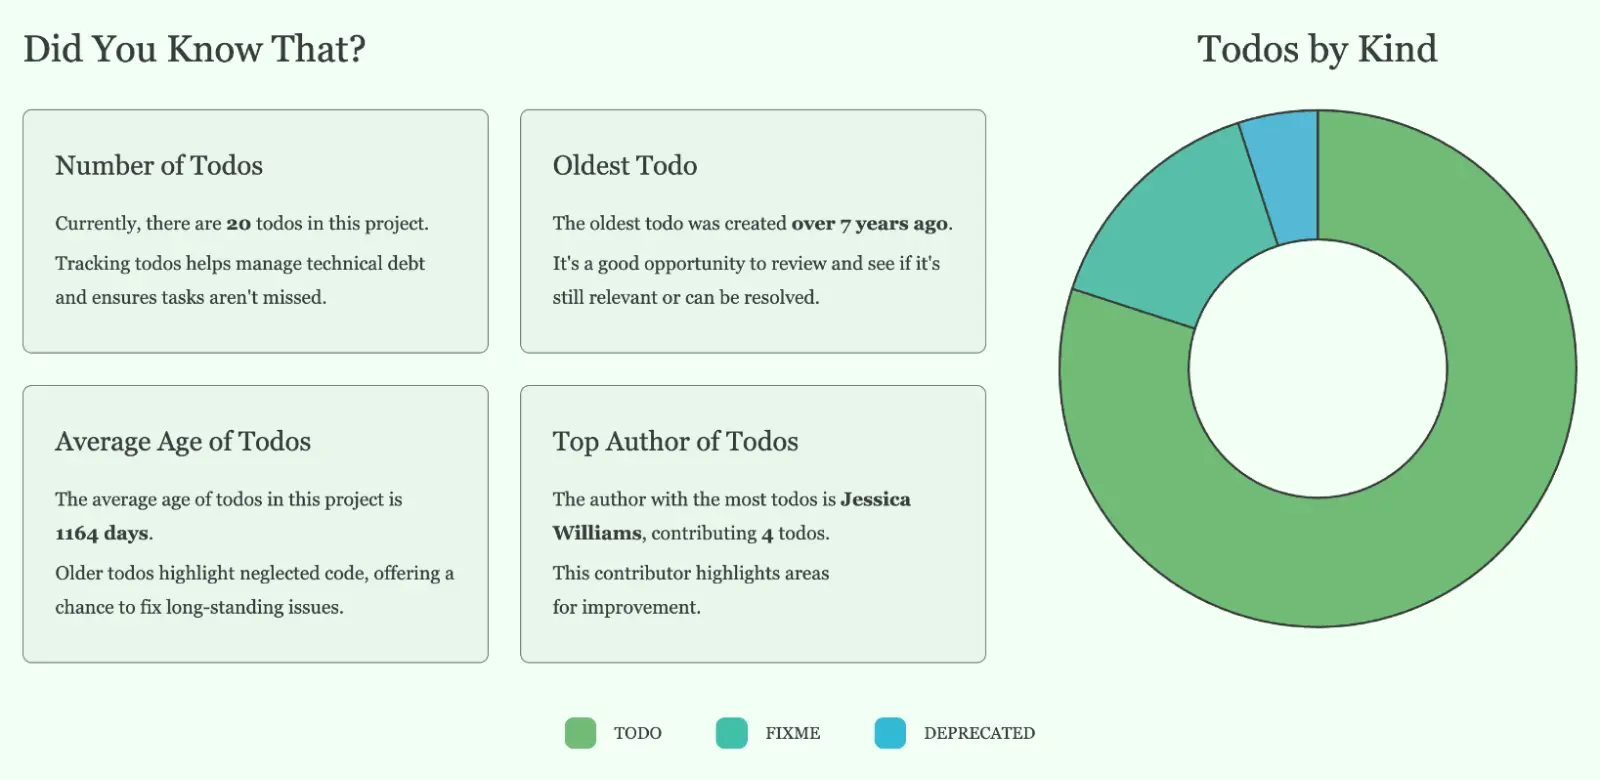 Did You Know That?
Number of Todos
Currently, there are 20 todos in this project.
Tracking todos helps manage technical debt
and ensures tasks aren't missed.
Oldest Todo
The oldest todo was created over 7 years ago.
It's a good opportunity to review and see if it's
still relevant or can be resolved.
Average Age of Todos
The average age of todos in this project is
1164 days.
Older todos highlight neglected code, offering a
chance to fix long-standing issues.
Top Author of Todos
The author with the most todos is Jessica
Williams, contributing 4 todos.
This contributor highlights areas
for improvement.
Todos by Kind
TODO
FIXME
DEPRECATED